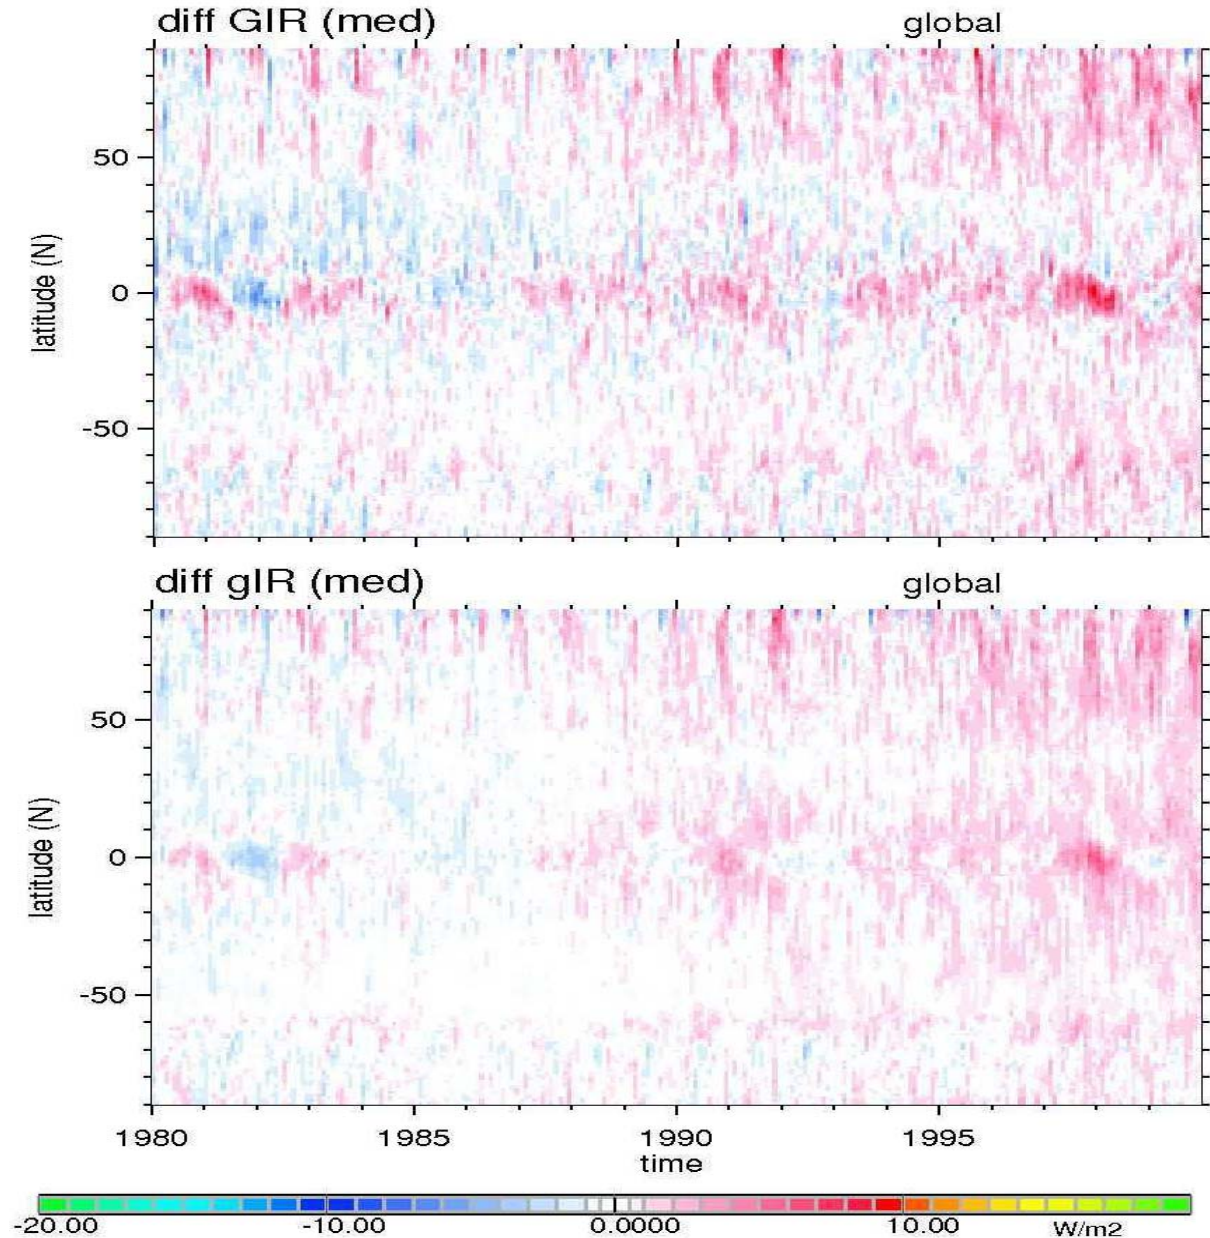 diff GIR (med) global
50
0
-50
latitude (N)
diff gIR (med) global
50
0
-50
latitude (N)
1980 1985 1990 1995
time
-20.00 -10.00 0.0000 10.00 W/m2